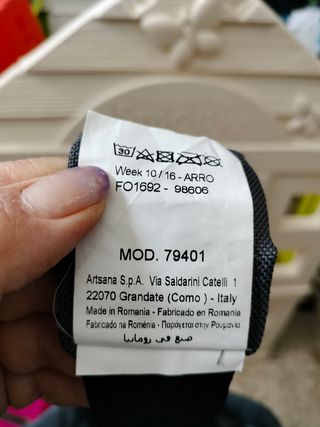 30
Week 10/16 - ARRO
FO1692 - 98606
MOD. 79401
Artsana S.p.A. Via Saldarini Catelli 1
22070 Grandate (Como) - Italy
Made in Romania - Fabricado en Romania
Fabricado na Roménia - Παράγεται στην Ρουμανία
صنع في رومانيا